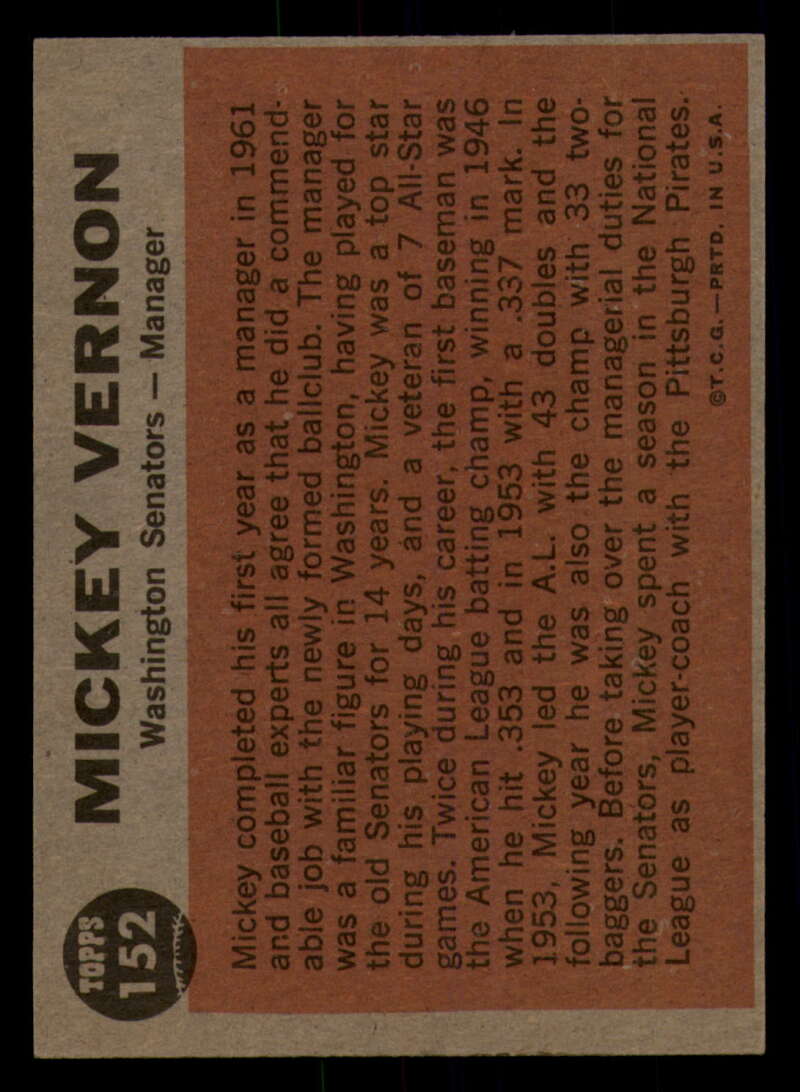 TOPPS
152
MICKEY VERNON
Washington Senators — Manager
Mickey completed his first year as a manager in 1961
and baseball experts all agree that he did a commend-
able job with the newly formed ballclub. The manager
was a familiar figure in Washington, having played for
the old Senators for 14 years. Mickey was a top star
during his playing days, and a veteran of 7 All-Star
games. Twice during his career, the first baseman was
the American League batting champ, winning in 1946
when he hit .353 and in 1953 with a .337 mark. In
1953, Mickey led the A.L. with 43 doubles and the
following year he was also the champ with 33 two-
baggers. Before taking over the managerial duties for
the Senators, Mickey spent a season in the National
League as player-coach with the Pittsburgh Pirates.
©T.C.G.—PRTD. IN U.S.A.